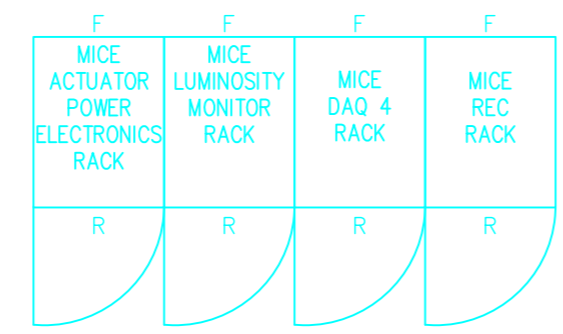 F F F F
MICE
ACTUATOR
POWER
ELECTRONICS
RACK
MICE
LUMINOSITY
MONITOR
RACK
MICE
DAQ 4
RACK
MICE
REC
RACK
R R R R